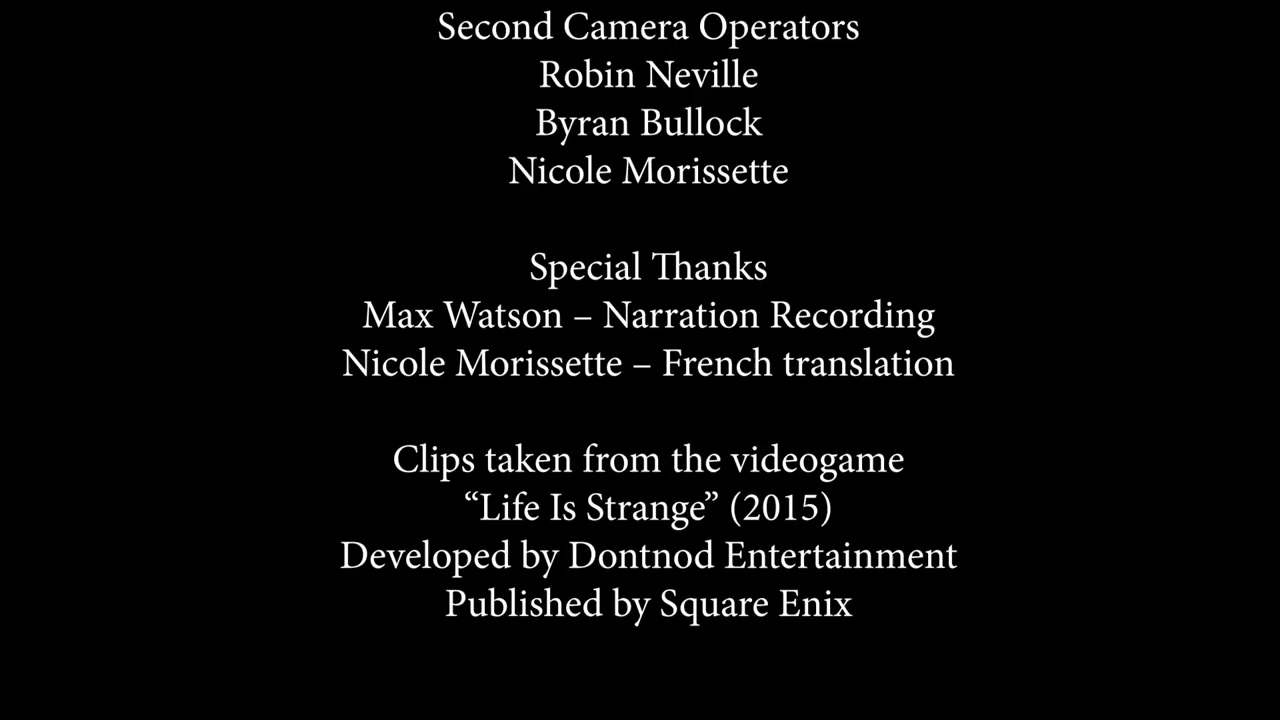 Second Camera Operators
Robin Neville
Byran Bullock
Nicole Morissette
Special Thanks
Max Watson – Narration Recording
Nicole Morissette – French translation
Clips taken from the videogame
“Life Is Strange” (2015)
Developed by Dontnod Entertainment
Published by Square Enix